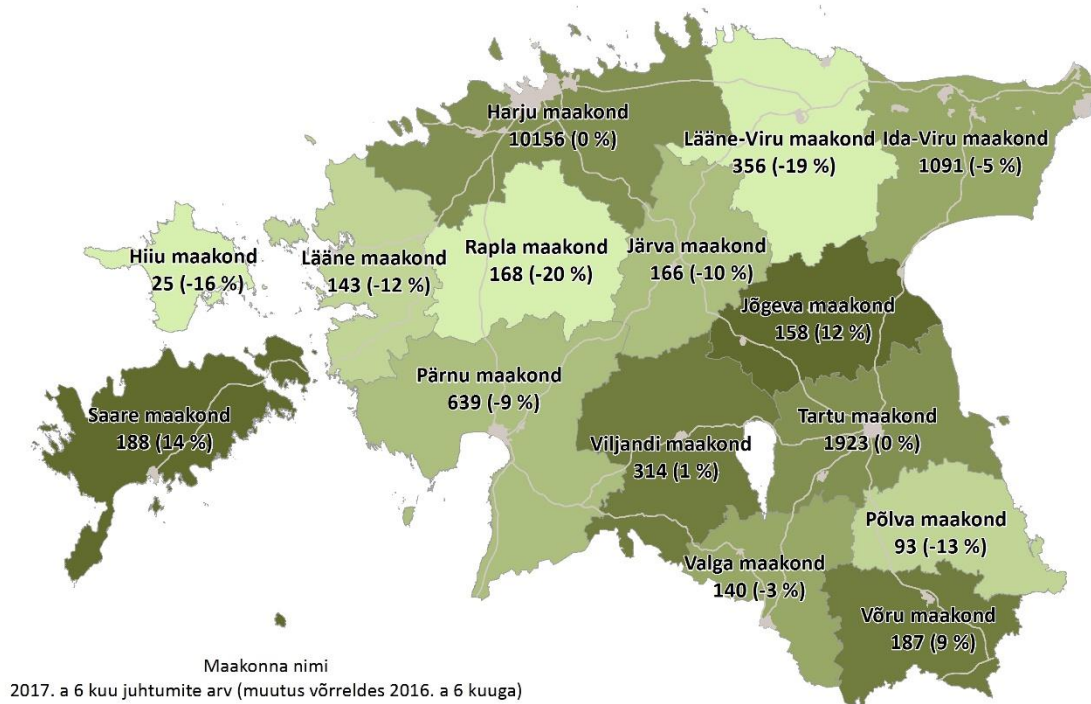 Harju maakond
10156 (0 %)
Lääne-Viru maakond
356 (-19 %)
Ida-Viru maakond
1091 (-5 %)
Hiiu maakond
25 (-16 %)
Lääne maakond
143 (-12 %)
Rapla maakond
168 (-20 %)
Järva maakond
166 (-10 %)
Jõgeva maakond
158 (12 %)
Pärnu maakond
639 (-9 %)
Saare maakond
188 (14 %)
Viljandi maakond
314 (1 %)
Tartu maakond
1923 (0 %)
Põlva maakond
93 (-13 %)
Valga maakond
140 (-3 %)
Võru maakond
187 (9 %)
Maakonna nimi
2017. a 6 kuu juhtumite arv (muutus võrreldes 2016. a 6 kuuga)